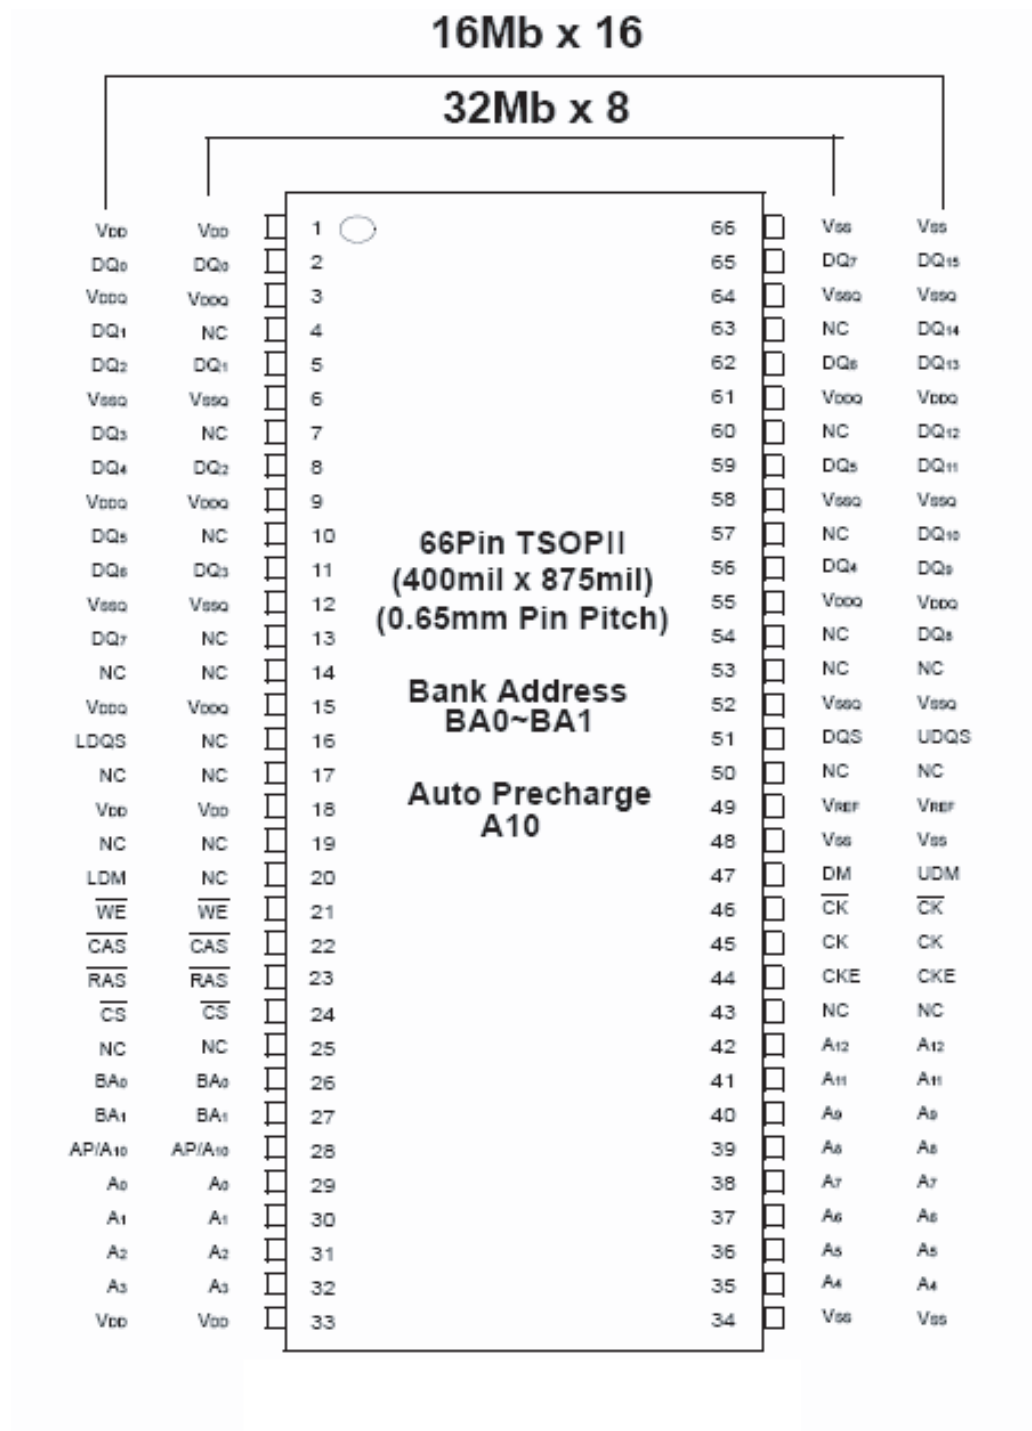 16Mb x 16
32Mb x 8
VDD VDD 1 66 VSS VSS
DQ0 DQ0 2 65 DQ7 DQ15
VDDQ VDDQ 3 64 VSSQ VSSQ
DQ1 NC 4 63 NC DQ14
DQ2 DQ1 5 62 DQ6 DQ13
VSSQ VSSQ 6 61 VDDQ VDDQ
DQ3 NC 7 60 NC DQ12
DQ4 DQ2 8 59 DQ5 DQ11
VDDQ VDDQ 9 58 VSSQ VSSQ
DQ5 NC 10 57 NC DQ10
DQ6 DQ3 11 56 DQ4 DQ9
VSSQ VSSQ 12 55 VDDQ VDDQ
DQ7 NC 13 54 NC DQ8
NC NC 14 53 NC NC
VDDQ VDDQ 15 52 VSSQ VSSQ
LDQS NC 16 51 DQS UDQS
NC NC 17 50 NC NC
VDD VDD 18 49 VREF VREF
NC NC 19 48 VSS VSS
LDM NC 20 47 DM UDM
W̅E̅ W̅E̅ 21 46 C̅K̅ C̅K̅
C̅A̅S̅ C̅A̅S̅ 22 45 CK CK
R̅A̅S̅ R̅A̅S̅ 23 44 CKE CKE
C̅S̅ C̅S̅ 24 43 NC NC
NC NC 25 42 A12 A12
BA0 BA0 26 41 A11 A11
BA1 BA1 27 40 A9 A9
AP/A10 AP/A10 28 39 A8 A8
A0 A0 29 38 A7 A7
A1 A1 30 37 A6 A6
A2 A2 31 36 A5 A5
A3 A3 32 35 A4 A4
VDD VDD 33 34 VSS VSS
66Pin TSOPII
(400mil x 875mil)
(0.65mm Pin Pitch)
Bank Address
BA0~BA1
Auto Precharge
A10